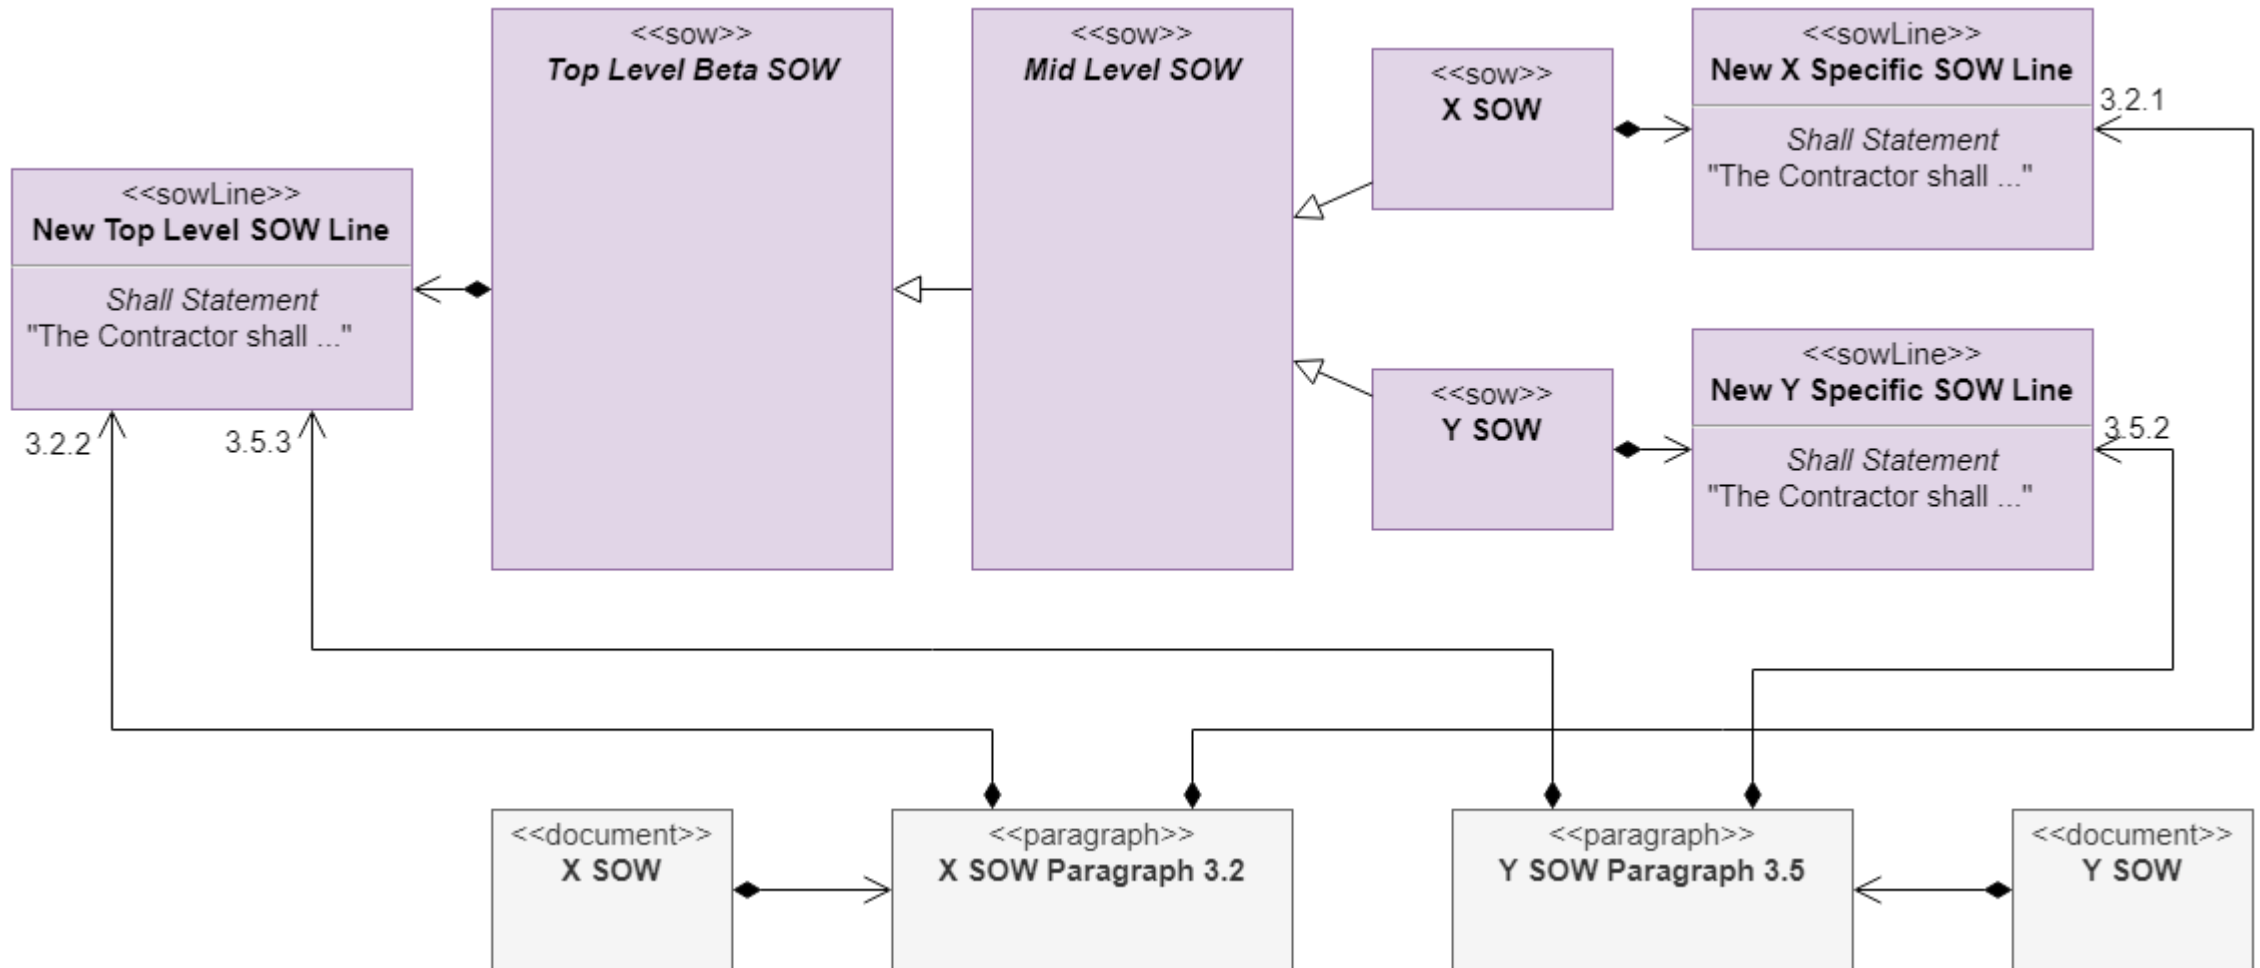 <<sow>>
Top Level Beta SOW
<<sow>>
Mid Level SOW
<<sow>>
X SOW
<<sowLine>>
New X Specific SOW Line
Shall Statement
"The Contractor shall ..."
3.2.1
<<sowLine>>
New Top Level SOW Line
Shall Statement
"The Contractor shall ..."
3.2.2
3.5.3
<<sow>>
Y SOW
<<sowLine>>
New Y Specific SOW Line
Shall Statement
"The Contractor shall ..."
3.5.2
<<document>>
X SOW
<<paragraph>>
X SOW Paragraph 3.2
<<paragraph>>
Y SOW Paragraph 3.5
<<document>>
Y SOW